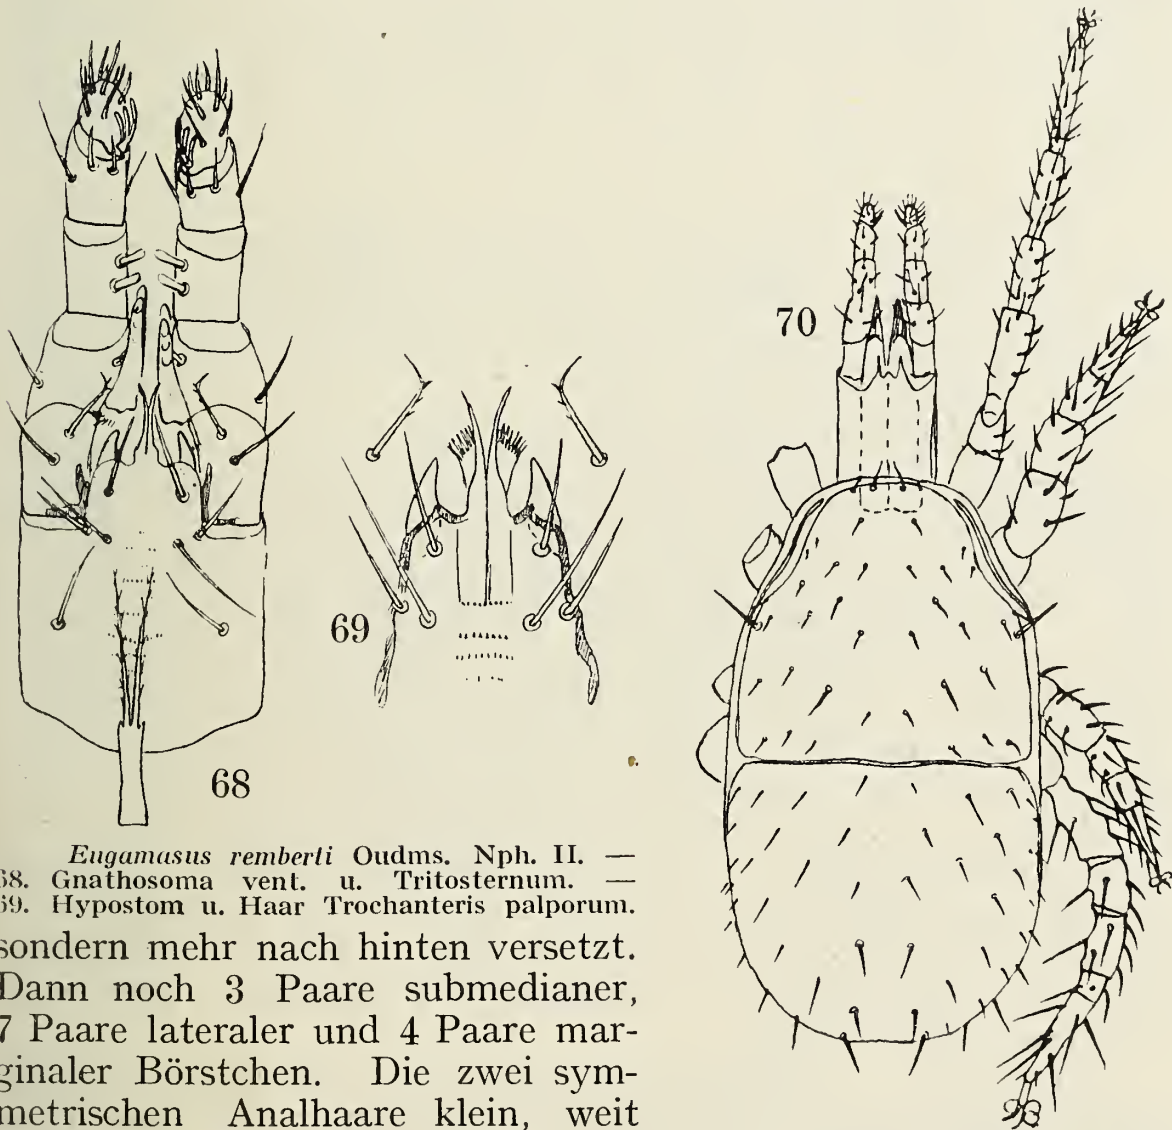 70
69
68
Eugamasus remberti Oudms. Nph. II. —
68. Gnathosoma vent. u. Tritosternum. —
69. Hypostom u. Haar Trochanteris palporum.
sondern mehr nach hinten versetzt.
Dann noch 3 Paare submedianer,
7 Paare lateraler und 4 Paare mar-
ginaler Börstchen. Die zwei sym-
metrischen Analhaare klein, weit